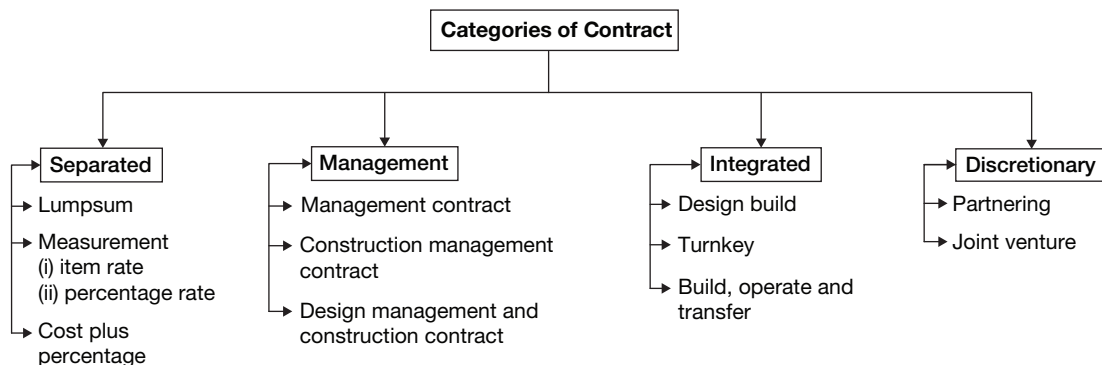 Categories of Contract
Separated
Lumpsum
Measurement
(i) item rate
(ii) percentage rate
Cost plus
percentage
Management
Management contract
Construction management
contract
Design management and
construction contract
Integrated
Design build
Turnkey
Build, operate and
transfer
Discretionary
Partnering
Joint venture